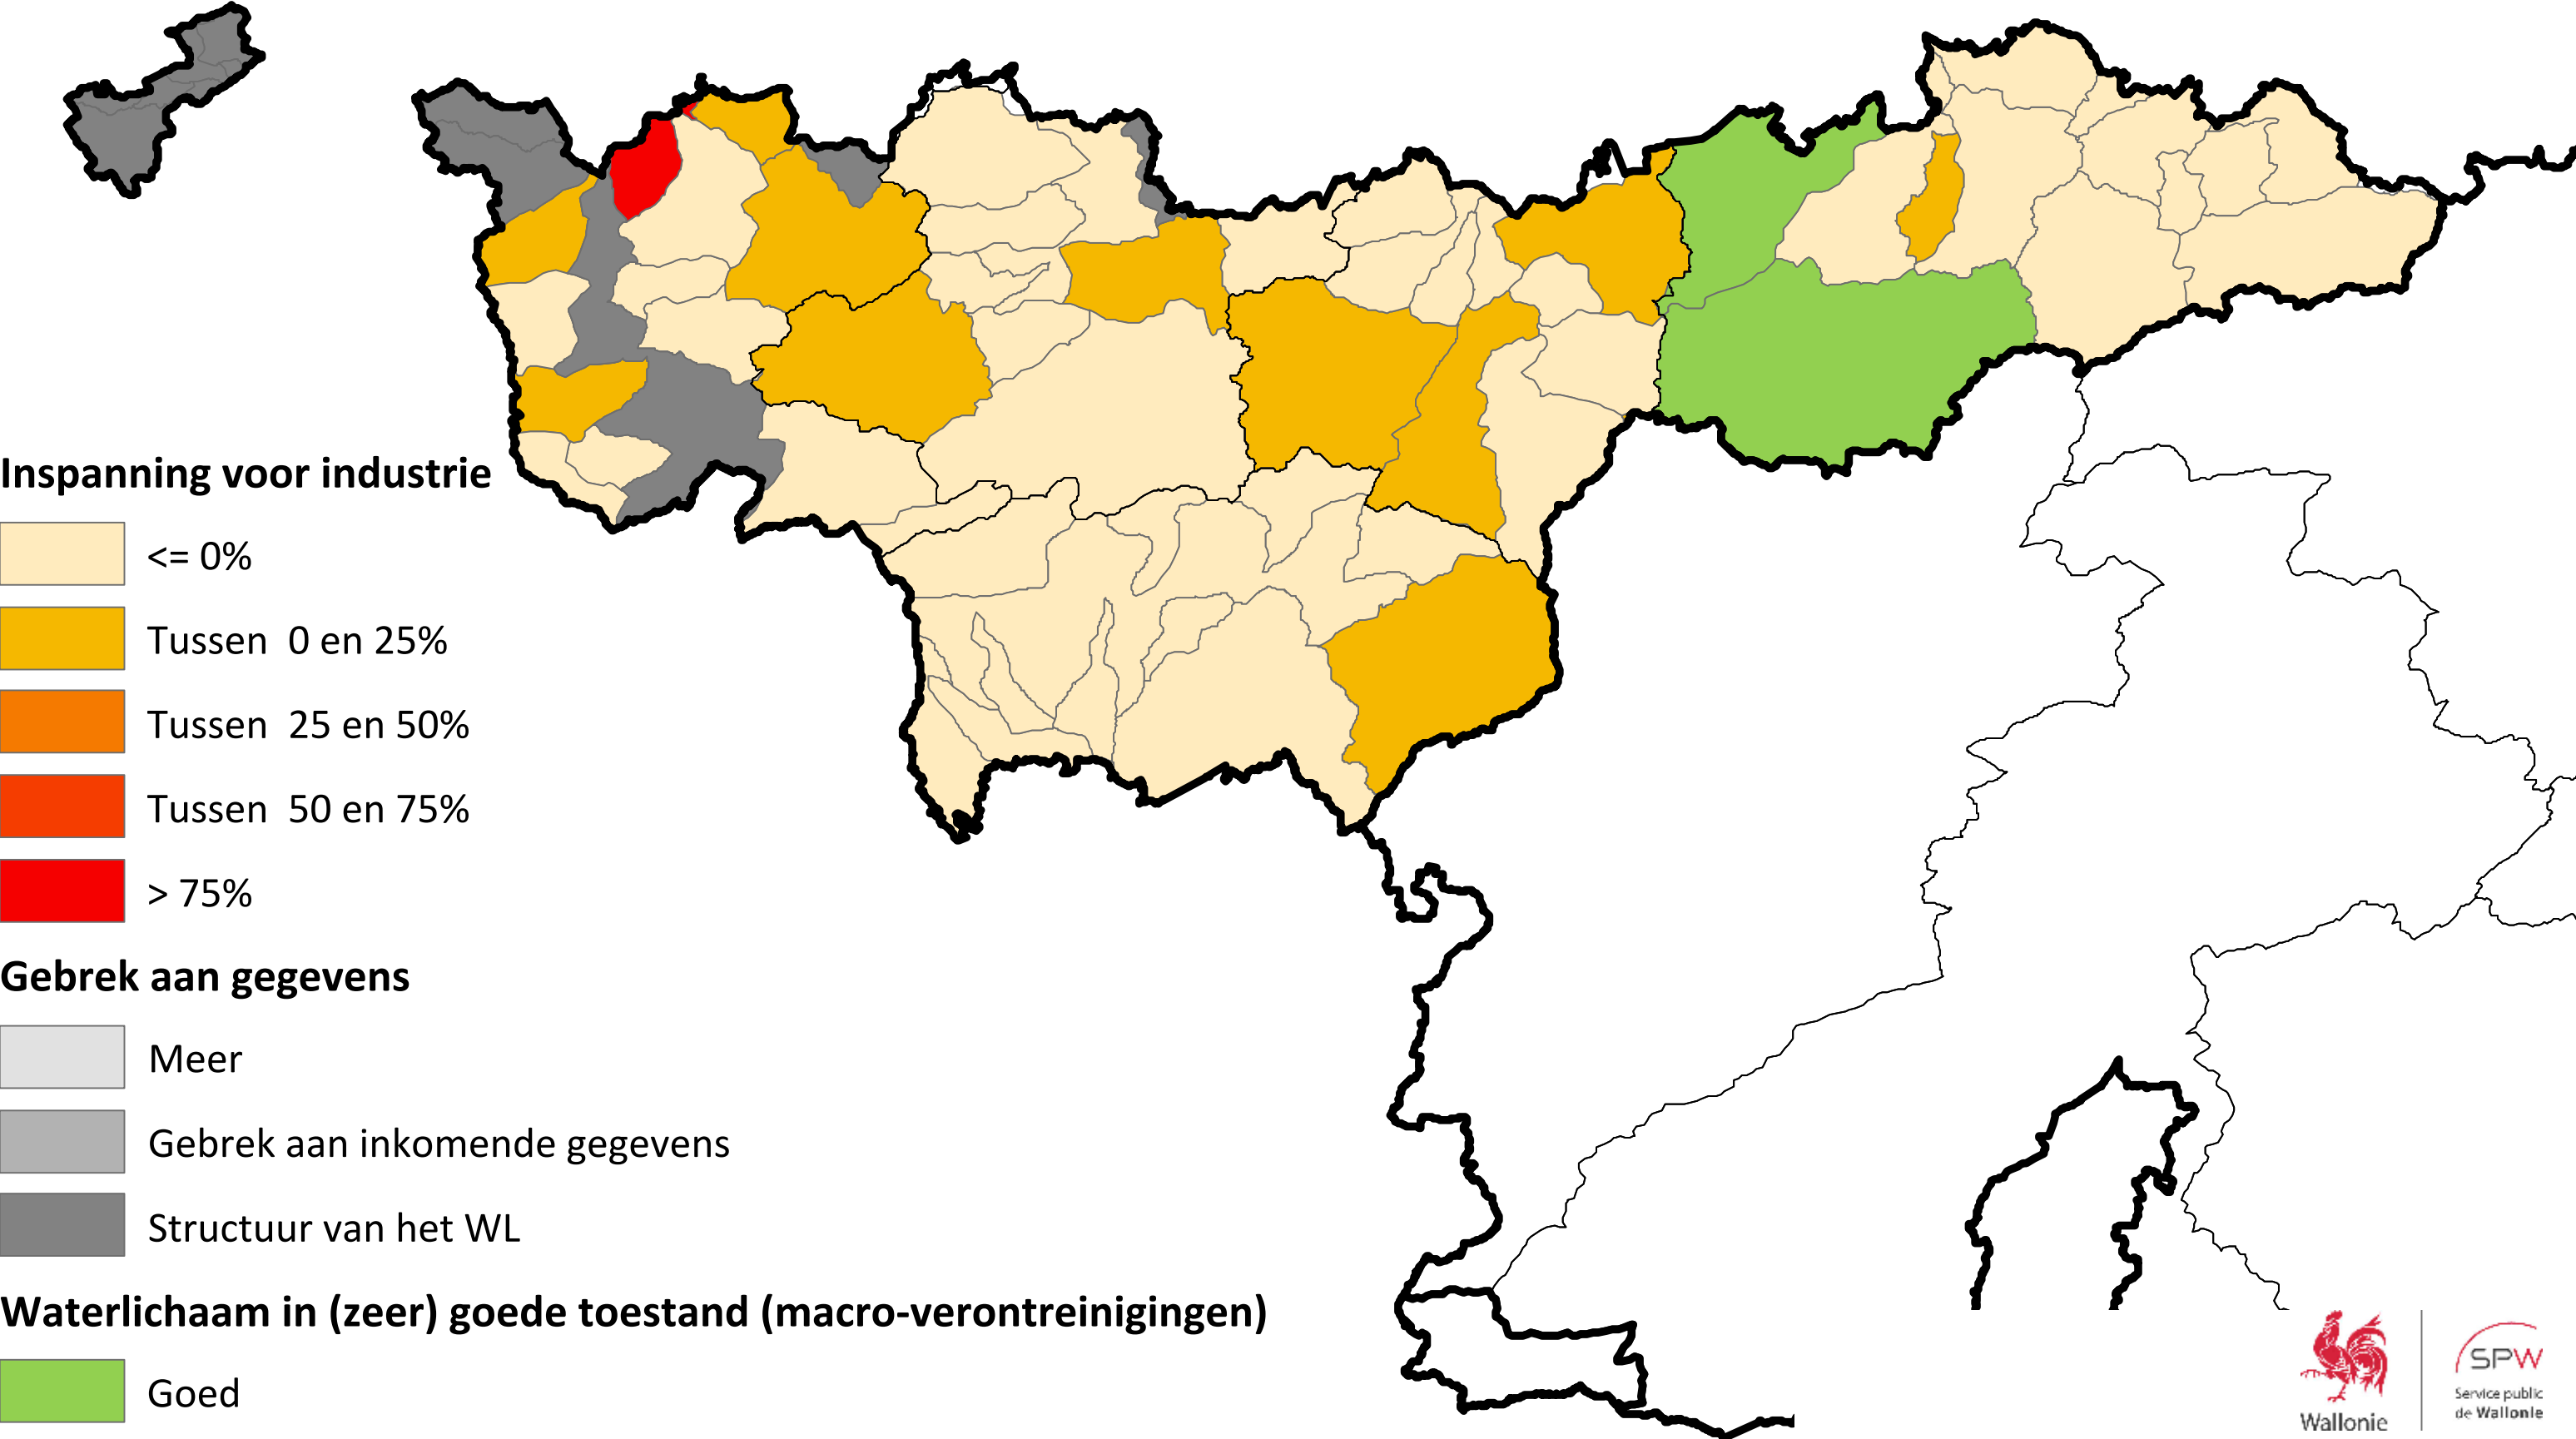 Inspanning voor industrie
<= 0%
Tussen  0 en 25%
Tussen  25 en 50%
Tussen  50 en 75%
> 75%
Gebrek aan gegevens
Meer
Gebrek aan inkomende gegevens
Structuur van het WL
Waterlichaam in (zeer) goede toestand (macro-verontreinigingen)
Goed
Wallonie
SPW
Service public
de Wallonie